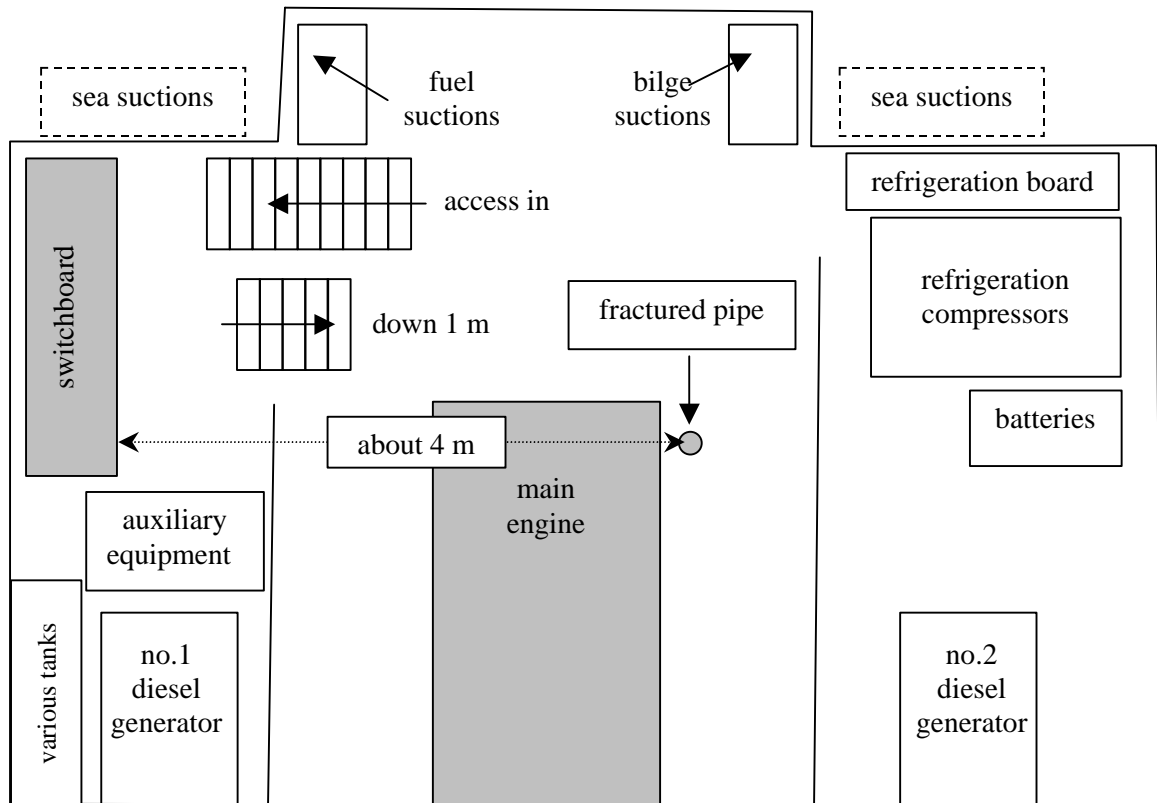 fuel
suctions
bilge
suctions
sea suctions
sea suctions
access in
refrigeration board
switchboard
down 1 m
fractured pipe
refrigeration
compressors
about 4 m
batteries
main
engine
auxiliary
equipment
various tanks
no.1
diesel
generator
no.2
diesel
generator